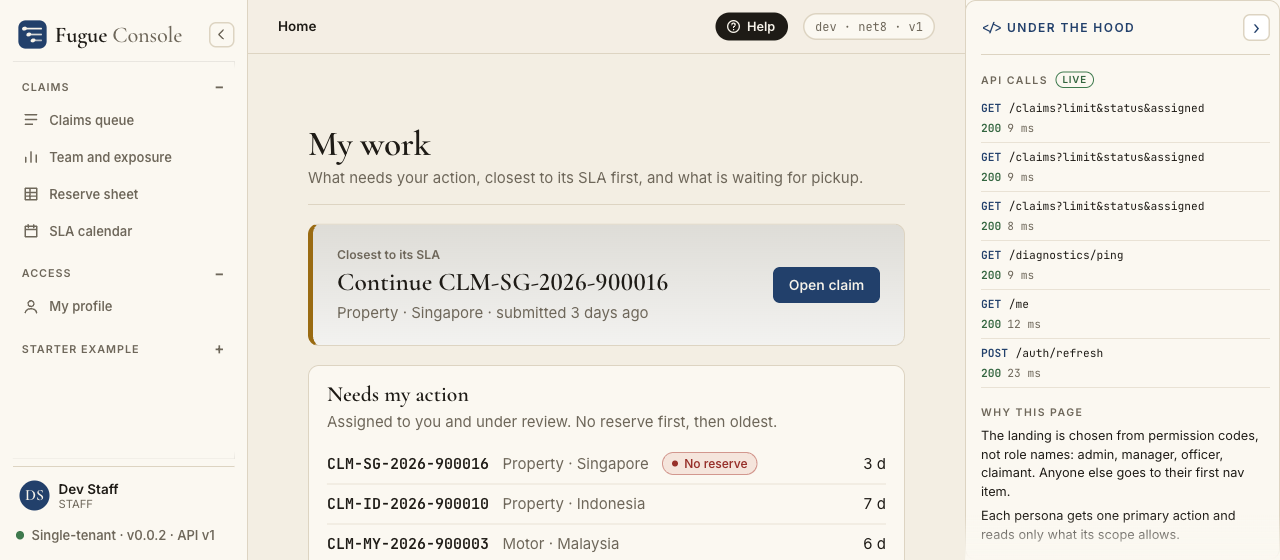 Fugue Console
CLAIMS
Claims queue
Team and exposure
Reserve sheet
SLA calendar
ACCESS
My profile
STARTER EXAMPLE
DS
Dev Staff
STAFF
Single-tenant · v0.0.2 · API v1
Home
? Help
dev · net8 · v1
My work
What needs your action, closest to its SLA first, and what is waiting for pickup.
Closest to its SLA
Continue CLM-SG-2026-900016
Property · Singapore · submitted 3 days ago
Open claim
Needs my action
Assigned to you and under review. No reserve first, then oldest.
CLM-SG-2026-900016 Property · Singapore No reserve 3 d
CLM-ID-2026-900010 Property · Indonesia 7 d
CLM-MY-2026-900003 Motor · Malaysia 6 d
</> UNDER THE HOOD
API CALLS LIVE
GET /claims?limit&status&assigned
200 9 ms
GET /claims?limit&status&assigned
200 9 ms
GET /claims?limit&status&assigned
200 8 ms
GET /diagnostics/ping
200 9 ms
GET /me
200 12 ms
POST /auth/refresh
200 23 ms
WHY THIS PAGE
The landing is chosen from permission codes,
not role names: admin, manager, officer,
claimant. Anyone else goes to their first nav
item.
Each persona gets one primary action and
reads only what its scope allows.